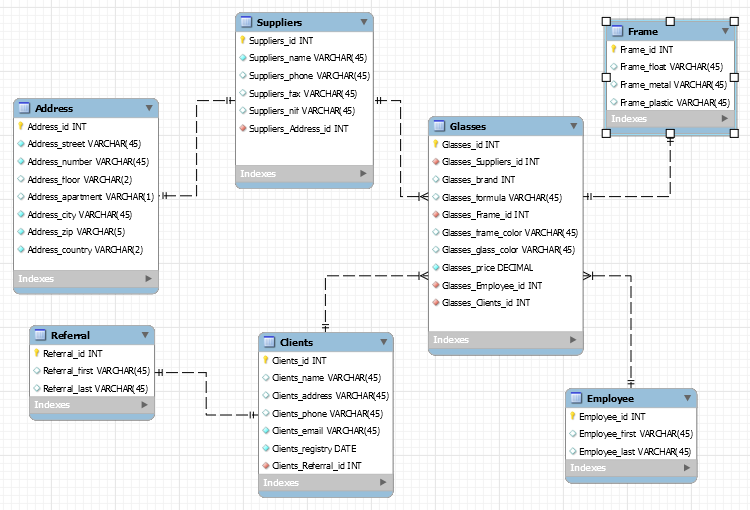 Suppliers
Suppliers_id INT
Suppliers_name VARCHAR(45)
Suppliers_phone VARCHAR(45)
Suppliers_fax VARCHAR(45)
Suppliers_nif VARCHAR(45)
Suppliers_Address_id INT
Indexes
Frame
Frame_id INT
Frame_float VARCHAR(45)
Frame_metal VARCHAR(45)
Frame_plastic VARCHAR(45)
Indexes
Address
Address_id INT
Address_street VARCHAR(45)
Address_number VARCHAR(45)
Address_floor VARCHAR(2)
Address_apartment VARCHAR(1)
Address_city VARCHAR(45)
Address_zip VARCHAR(5)
Address_country VARCHAR(2)
Indexes
Glasses
Glasses_id INT
Glasses_Suppliers_id INT
Glasses_brand INT
Glasses_formula VARCHAR(45)
Glasses_Frame_id INT
Glasses_frame_color VARCHAR(45)
Glasses_glass_color VARCHAR(45)
Glasses_price DECIMAL
Glasses_Employee_id INT
Glasses_Clients_id INT
Indexes
Referral
Referral_id INT
Referral_first VARCHAR(45)
Referral_last VARCHAR(45)
Indexes
Clients
Clients_id INT
Clients_name VARCHAR(45)
Clients_address VARCHAR(45)
Clients_phone VARCHAR(45)
Clients_email VARCHAR(45)
Clients_registry DATE
Clients_Referral_id INT
Indexes
Employee
Employee_id INT
Employee_first VARCHAR(45)
Employee_last VARCHAR(45)
Indexes